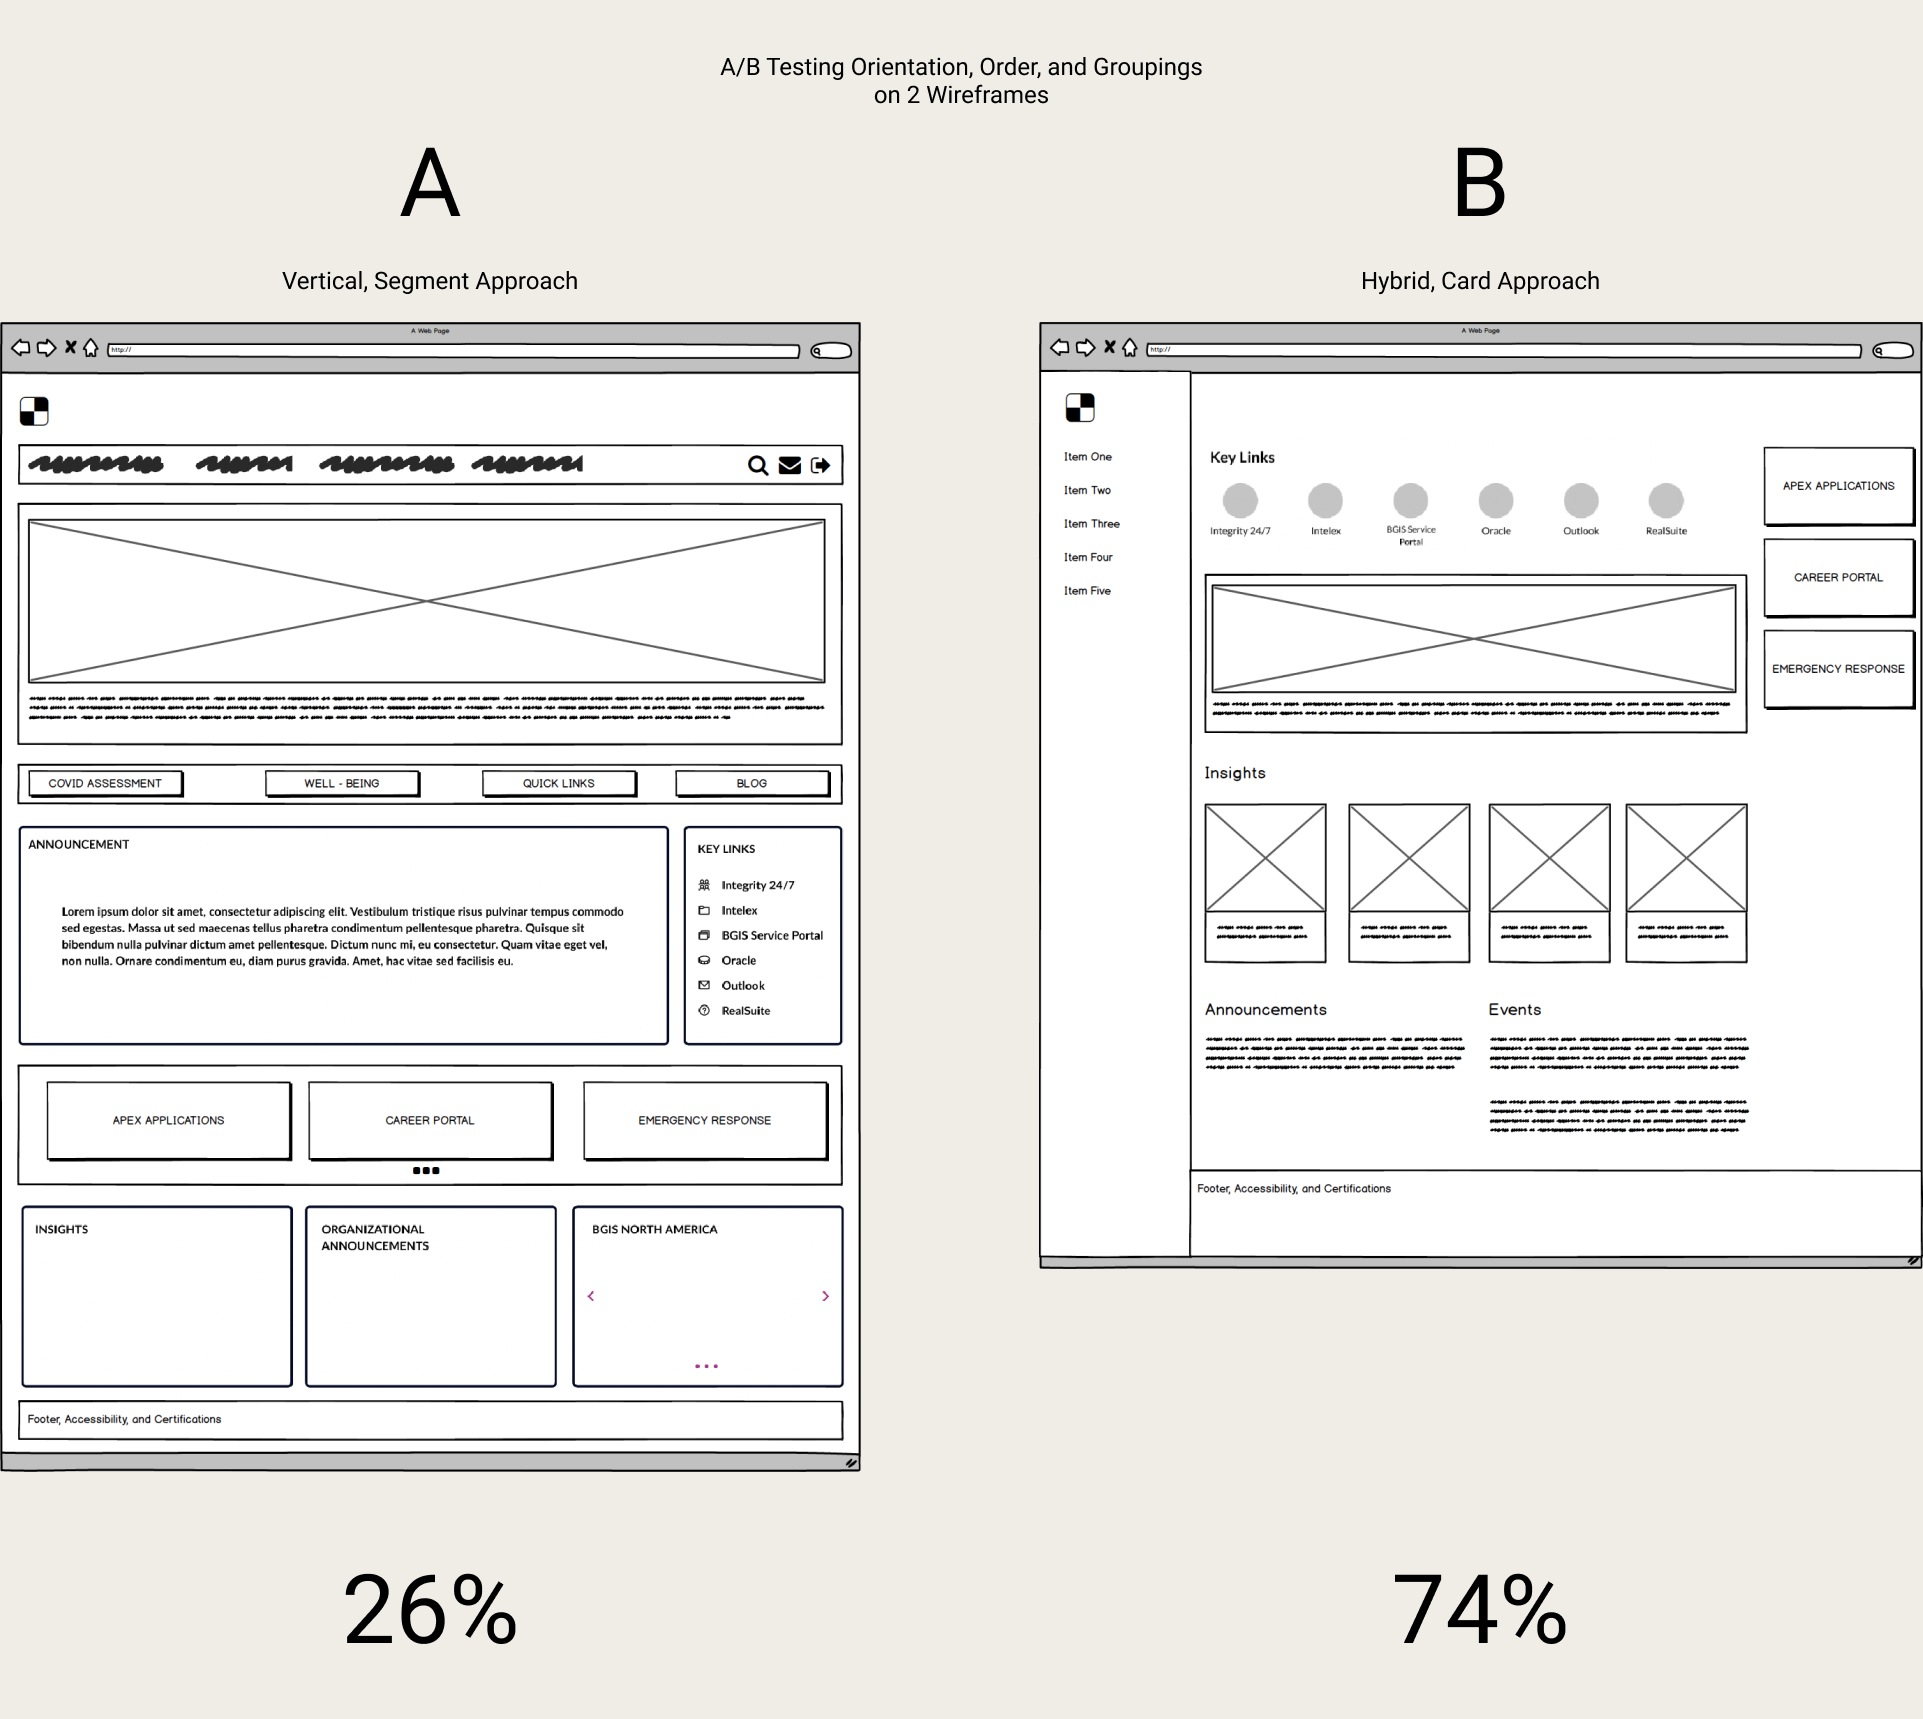 A/B Testing Orientation, Order, and Groupings
on 2 Wireframes
A
Vertical, Segment Approach
A Web Page
http://
COVID ASSESSMENT
WELL - BEING
QUICK LINKS
BLOG
ANNOUNCEMENT
Lorem ipsum dolor sit amet, consectetur adipiscing elit. Vestibulum tristique risus pulvinar tempus commodo
sed egestas. Massa ut sed maecenas tellus pharetra condimentum pellentesque pharetra. Quisque sit
bibendum nulla pulvinar dictum amet pellentesque. Dictum nunc mi, eu consectetur. Quam vitae eget vel,
non nulla. Ornare condimentum eu, diam purus gravida. Amet, hac vitae sed facilisis eu.
KEY LINKS
Integrity 24/7
Intelex
BGIS Service Portal
Oracle
Outlook
RealSuite
APEX APPLICATIONS
CAREER PORTAL
EMERGENCY RESPONSE
INSIGHTS
ORGANIZATIONAL
ANNOUNCEMENTS
BGIS NORTH AMERICA
Footer, Accessibility, and Certifications
26%
B
Hybrid, Card Approach
A Web Page
http://
Item One
Item Two
Item Three
Item Four
Item Five
Key Links
Integrity 24/7
Intelex
BGIS Service
Portal
Oracle
Outlook
RealSuite
APEX APPLICATIONS
CAREER PORTAL
EMERGENCY RESPONSE
Insights
Announcements
Events
Footer, Accessibility, and Certifications
74%